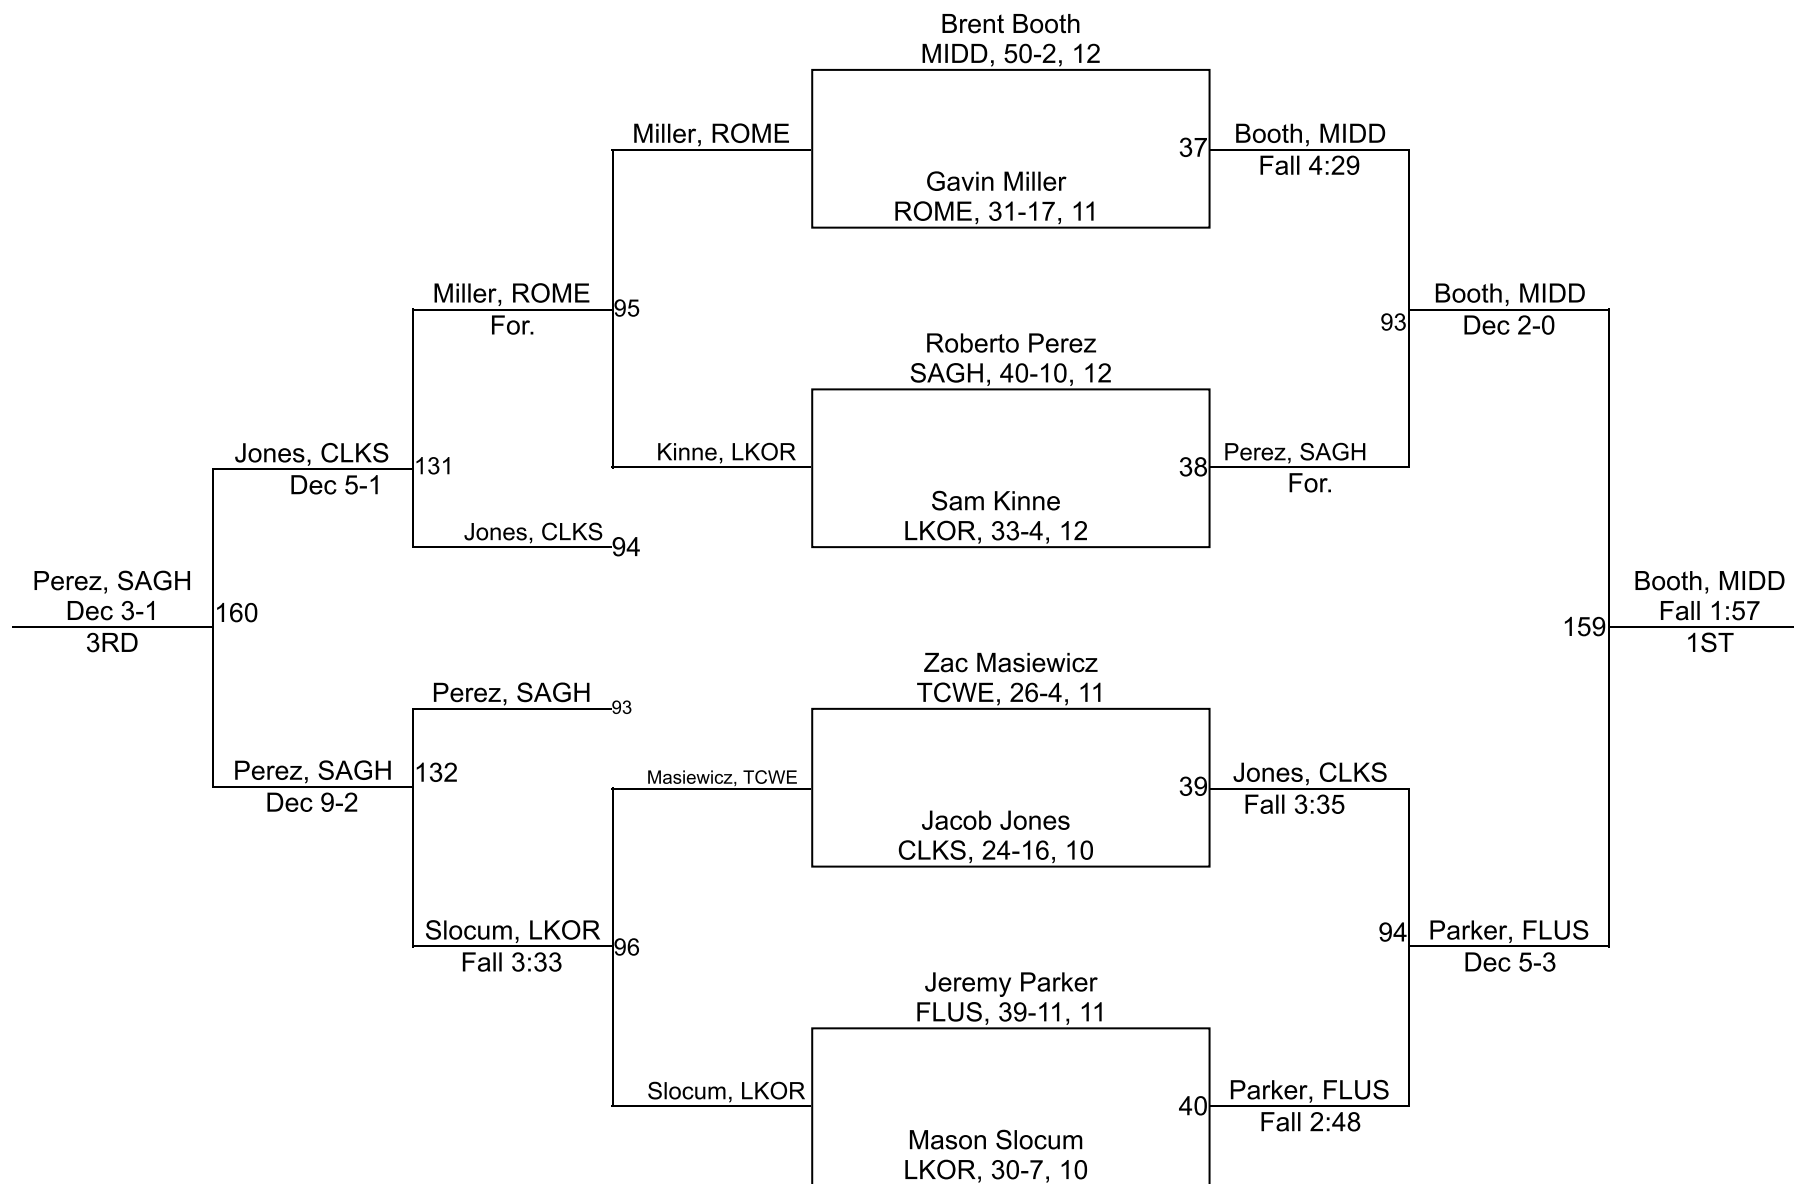 Brent Booth
MIDD, 50-2, 12
Miller, ROME
37
Booth, MIDD
Fall 4:29
Gavin Miller
ROME, 31-17, 11
Miller, ROME
For.
95
Booth, MIDD
Dec 2-0
93
Roberto Perez
SAGH, 40-10, 12
Jones, CLKS
Dec 5-1
131
Kinne, LKOR
38
Perez, SAGH
For.
Sam Kinne
LKOR, 33-4, 12
Jones, CLKS
94
Perez, SAGH
Dec 3-1
3RD
160
159
Booth, MIDD
Fall 1:57
1ST
Zac Masiewicz
TCWE, 26-4, 11
Perez, SAGH
93
Perez, SAGH
Dec 9-2
132
Masiewicz, TCWE
39
Jones, CLKS
Fall 3:35
Jacob Jones
CLKS, 24-16, 10
Slocum, LKOR
Fall 3:33
96
94
Parker, FLUS
Dec 5-3
Jeremy Parker
FLUS, 39-11, 11
Slocum, LKOR
40
Parker, FLUS
Fall 2:48
Mason Slocum
LKOR, 30-7, 10